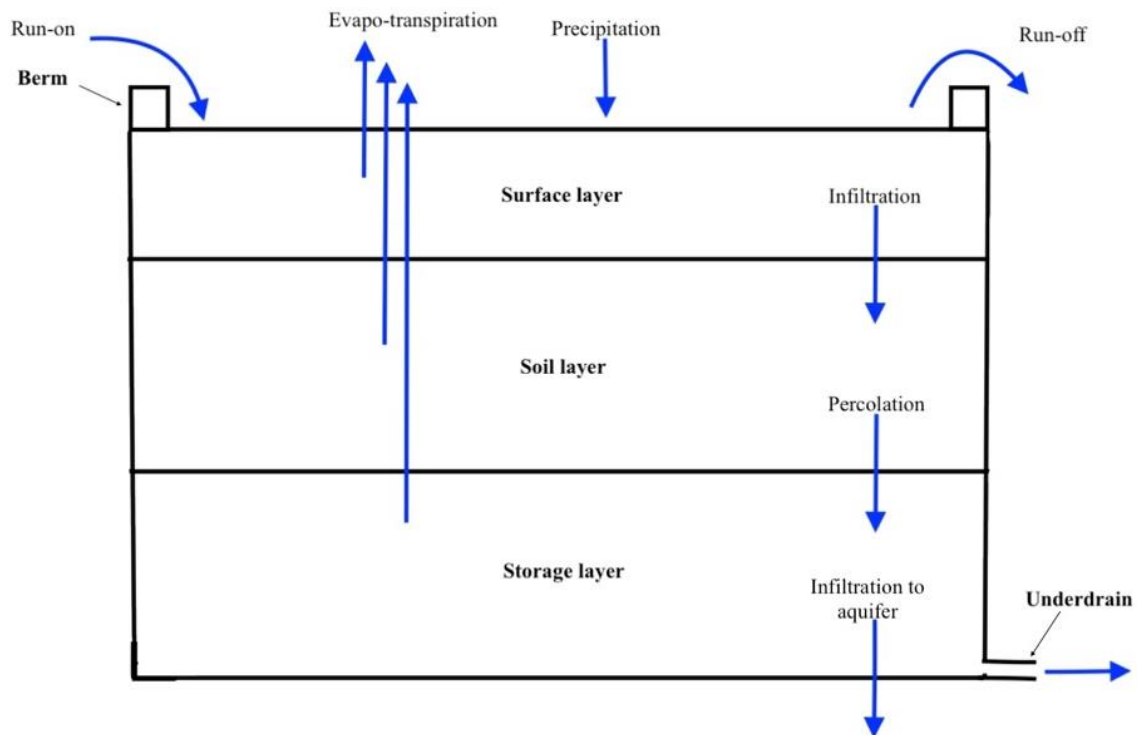 Evapo-transpiration
Precipitation
Run-on
Run-off
Berm
Surface layer
Infiltration
Soil layer
Percolation
Storage layer
Infiltration to
aquifer
Underdrain